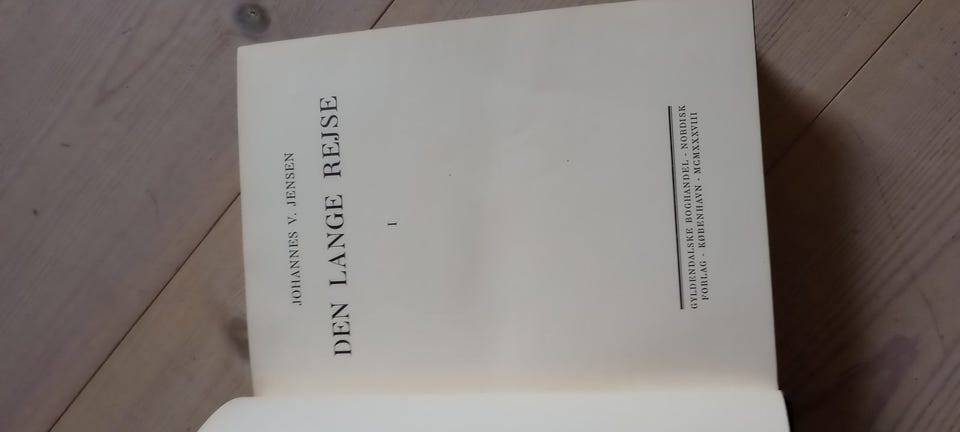 JOHANNES V. JENSEN
DEN LANGE REJSE
I
GYLDENDALSKE BOGHANDEL - NORDISK
FORLAG - KØBENHAVN - MCMXXXVIII